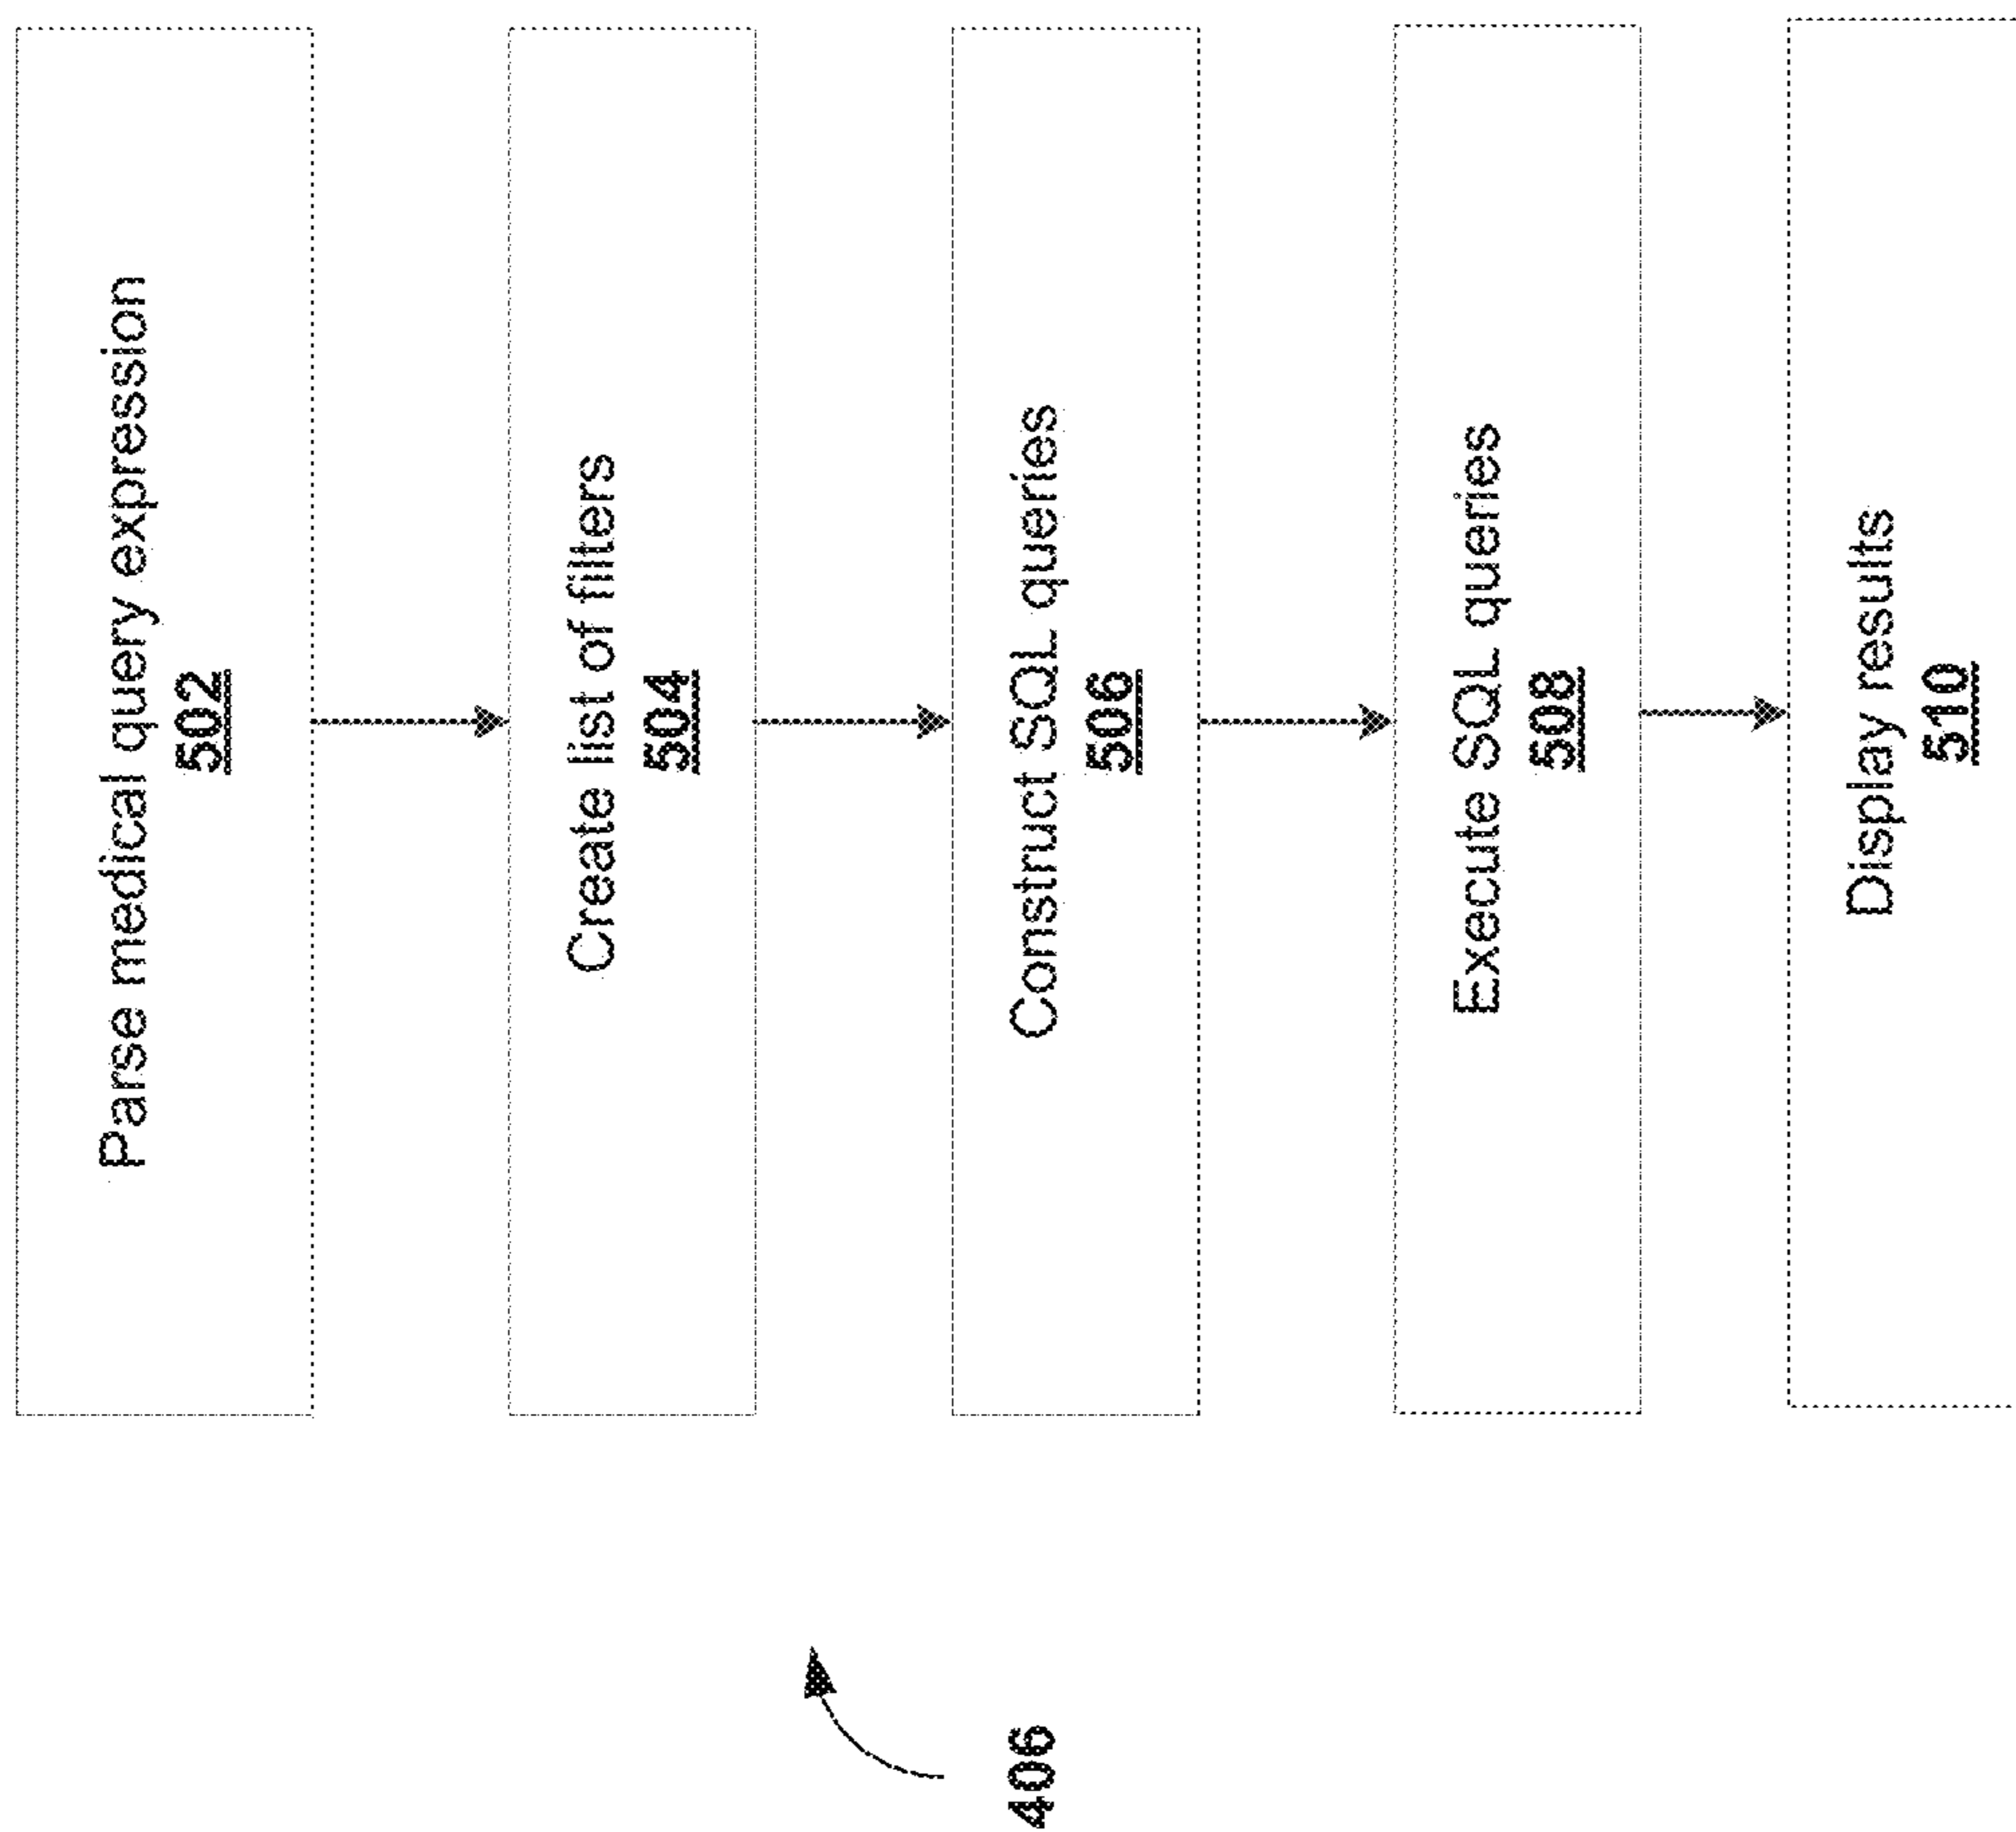 Parse medical query expression
502
Create list of filters
504
Construct SQL queries
506
Execute SQL queries
508
Display results
510
406